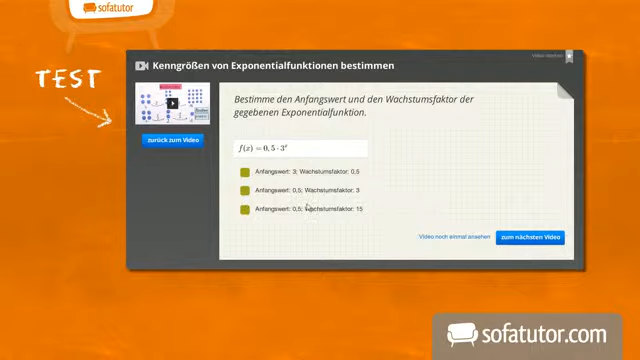 sofatutor
Kenngrößen von Exponentialfunktionen bestimmen
TEST
Bestimme den Anfangswert und den Wachstumsfaktor der
gegebenen Exponentialfunktion.
zurück zum Video
f(x) = 0,5 · 3ˣ
Anfangswert: 3; Wachstumsfaktor: 0,5
Anfangswert: 0,5; Wachstumsfaktor: 3
Anfangswert: 0,5; Wachstumsfaktor: 15
Video noch einmal ansehen
zum nächsten Video
sofatutor.com